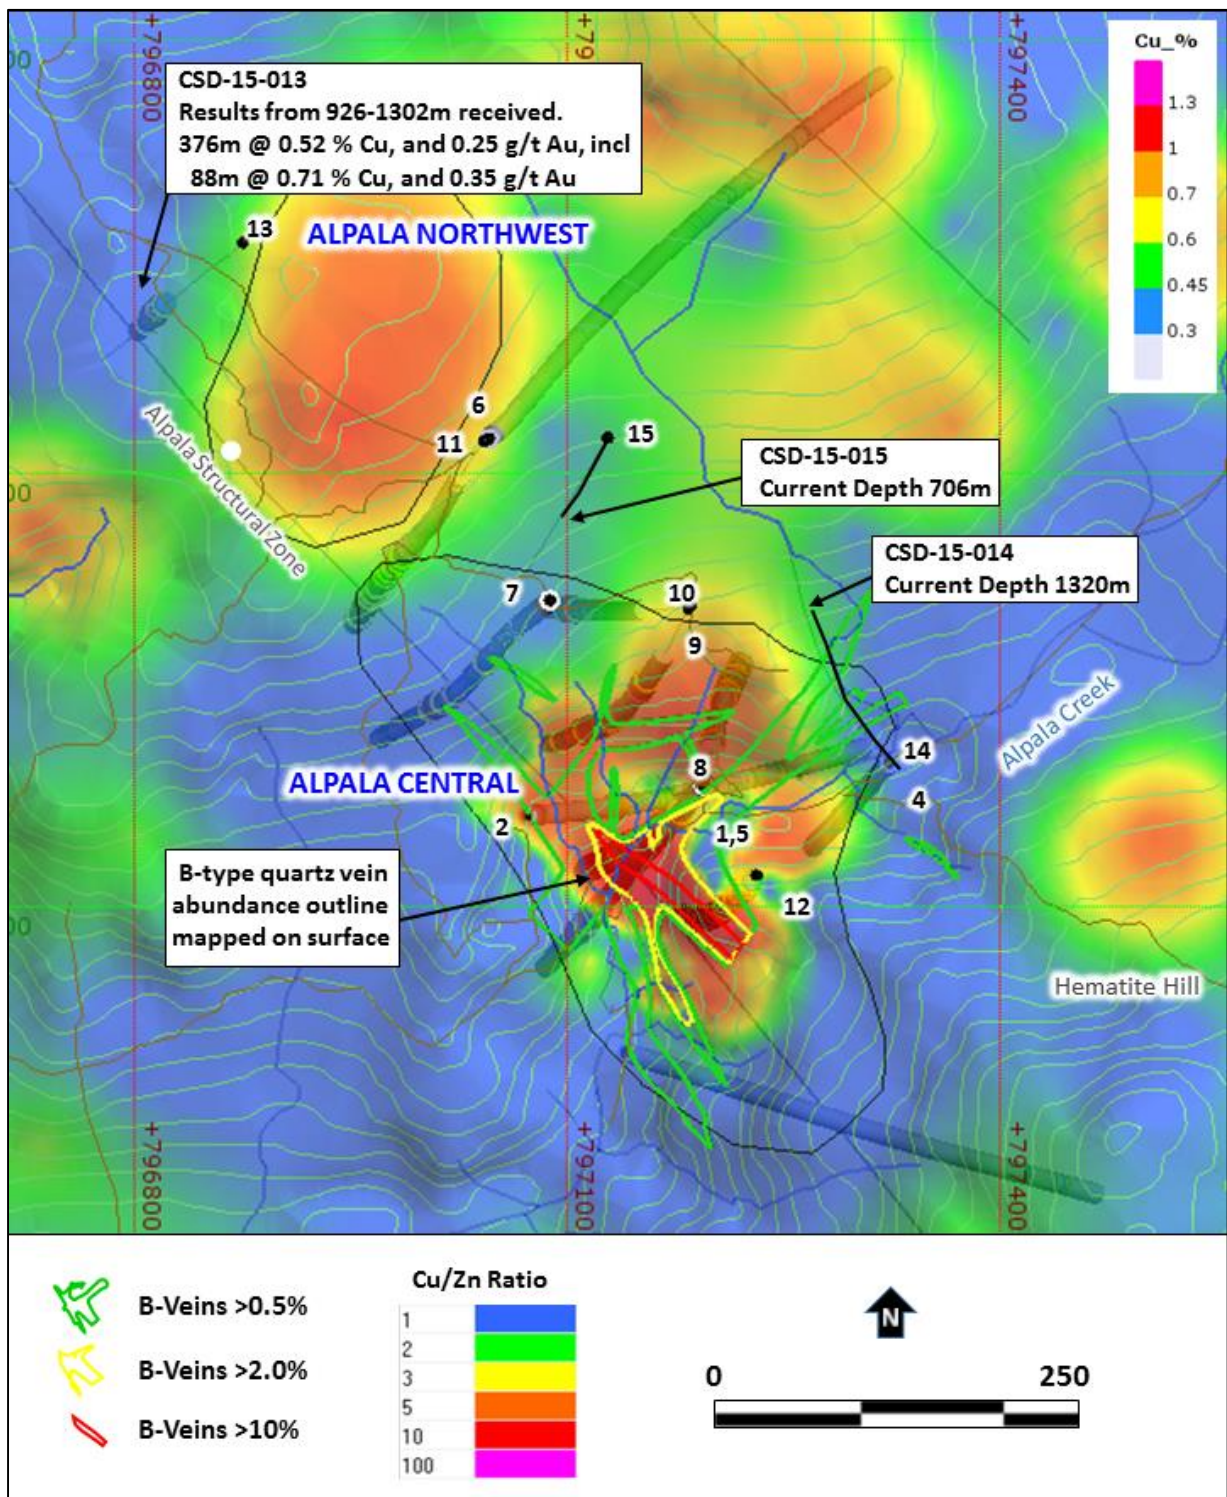 +796800
+79
+797400
Cu_%
1.3
1
0.7
0.6
0.45
0.3
00
CSD-15-013
Results from 926-1302m received.
376m @ 0.52 % Cu, and 0.25 g/t Au, incl
88m @ 0.71 % Cu, and 0.35 g/t Au
13
ALPALA NORTHWEST
6
11
15
Alpala Structural Zone
CSD-15-015
Current Depth 706m
00
CSD-15-014
Current Depth 1320m
7
10
9
Alpala Creek
14
8
ALPALA CENTRAL
4
2
1,5
B-type quartz vein
abundance outline
mapped on surface
12
00
Hematite Hill
+796800
+797100
+797400
B-Veins >0.5%
B-Veins >2.0%
B-Veins >10%
Cu/Zn Ratio
1
2
3
5
10
100
N
0 250